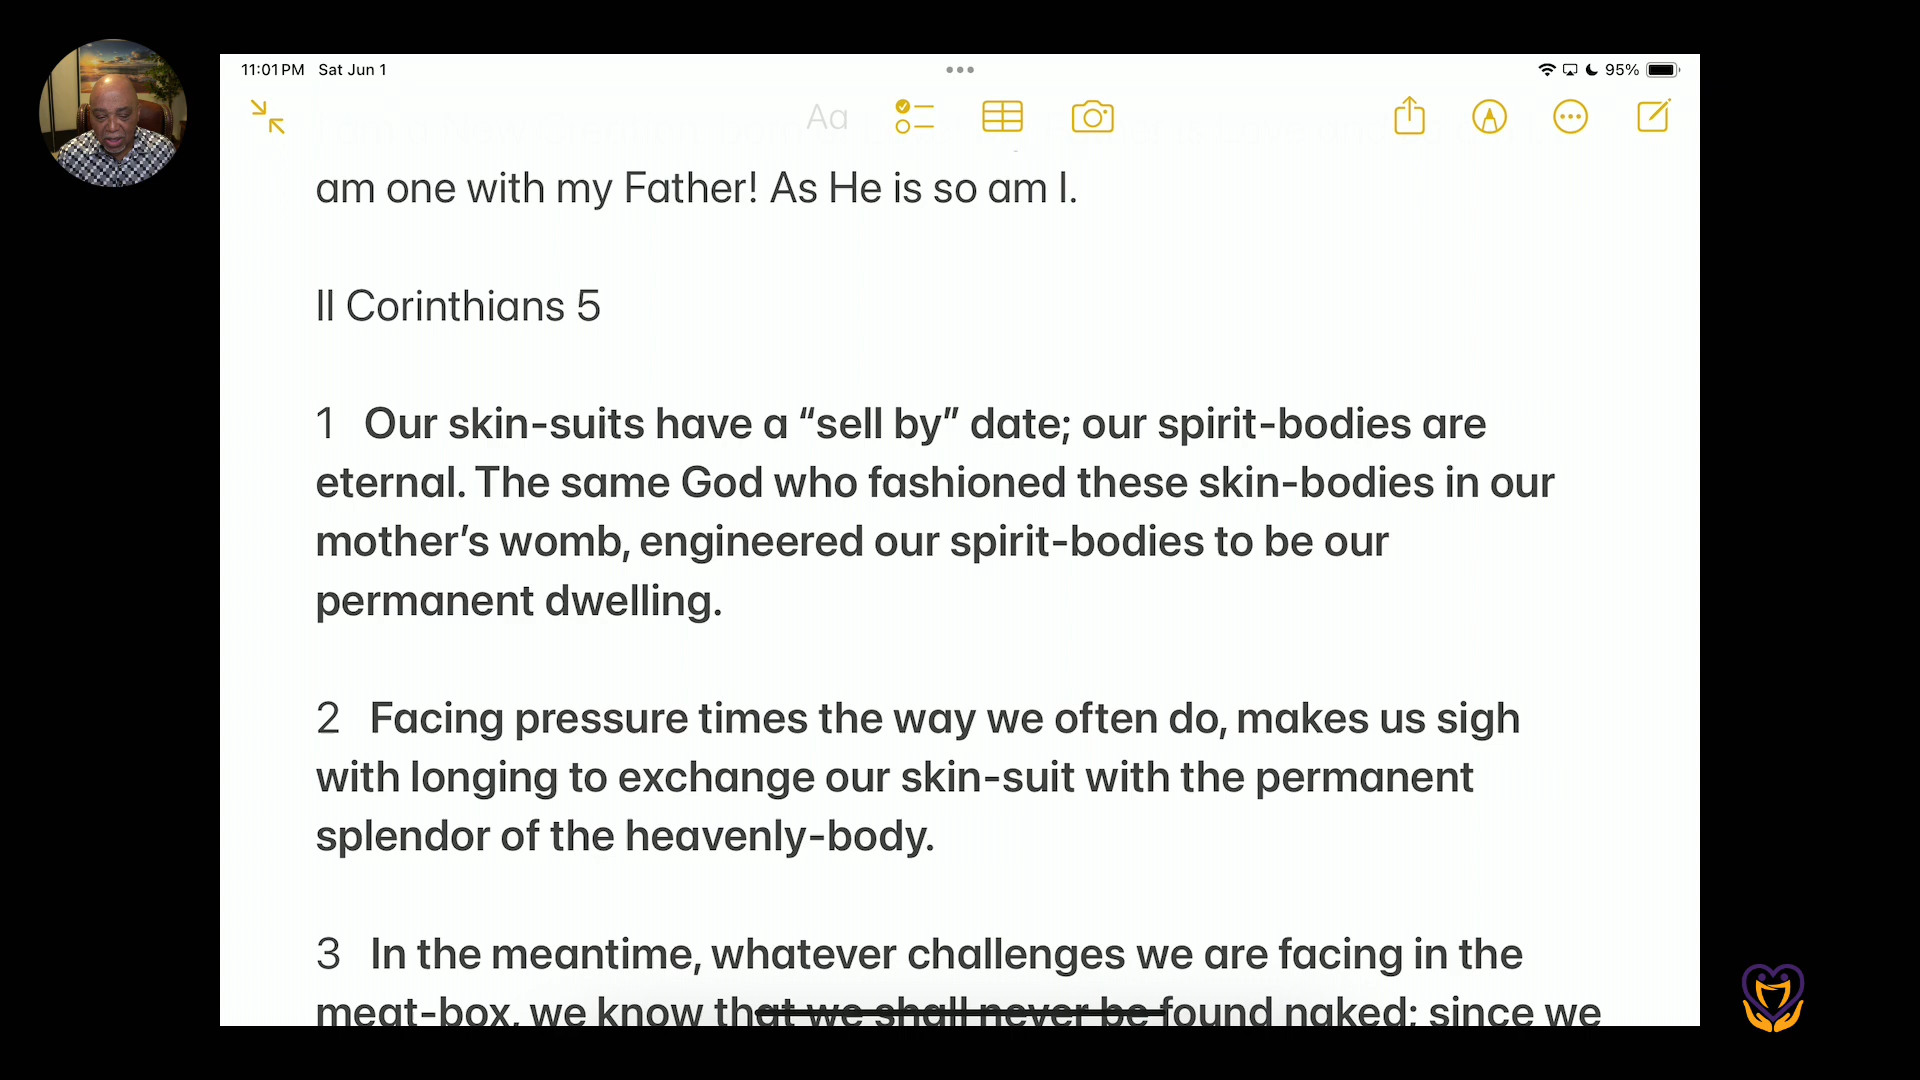 11:01 PM Sat Jun 1
95%
Aa
am one with my Father! As He is so am I.
II Corinthians 5
1 Our skin-suits have a “sell by” date; our spirit-bodies are
eternal. The same God who fashioned these skin-bodies in our
mother’s womb, engineered our spirit-bodies to be our
permanent dwelling.
2 Facing pressure times the way we often do, makes us sigh
with longing to exchange our skin-suit with the permanent
splendor of the heavenly-body.
3 In the meantime, whatever challenges we are facing in the
meat-box, we know that we shall never be found naked; since we